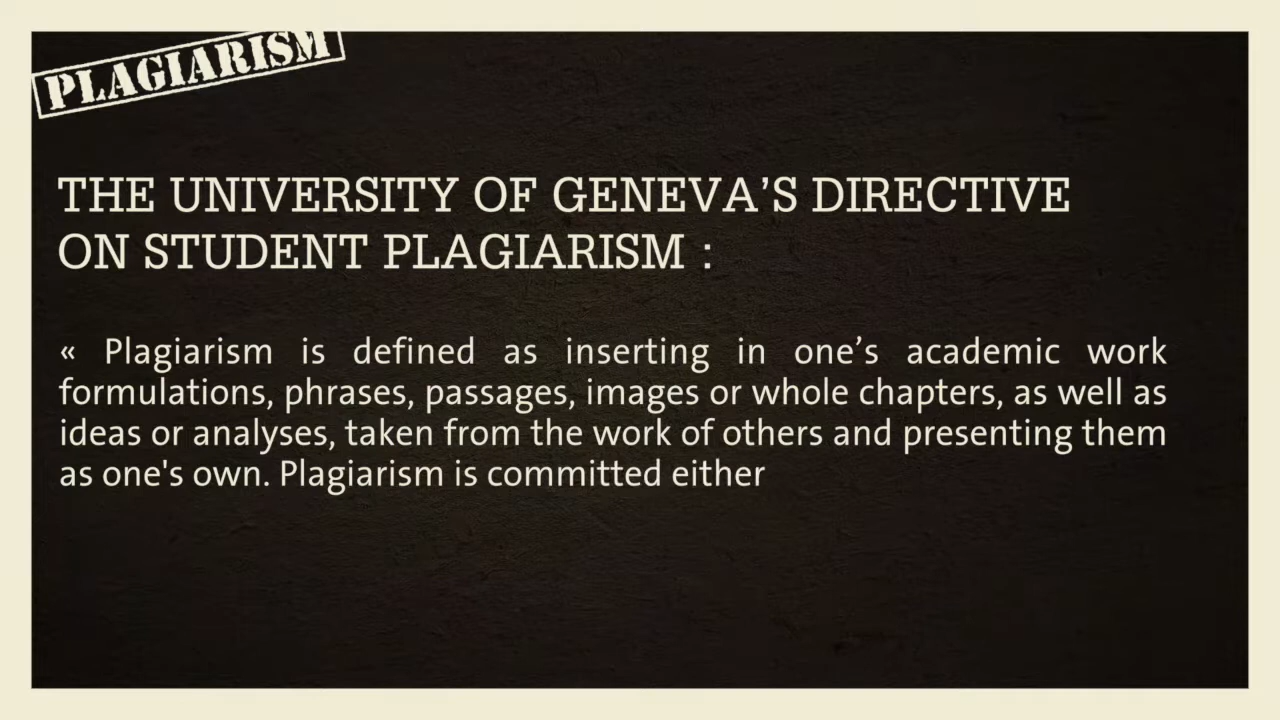 PLAGIARISM
THE UNIVERSITY OF GENEVA’S DIRECTIVE
ON STUDENT PLAGIARISM :
« Plagiarism is defined as inserting in one’s academic work
formulations, phrases, passages, images or whole chapters, as well as
ideas or analyses, taken from the work of others and presenting them
as one's own. Plagiarism is committed either